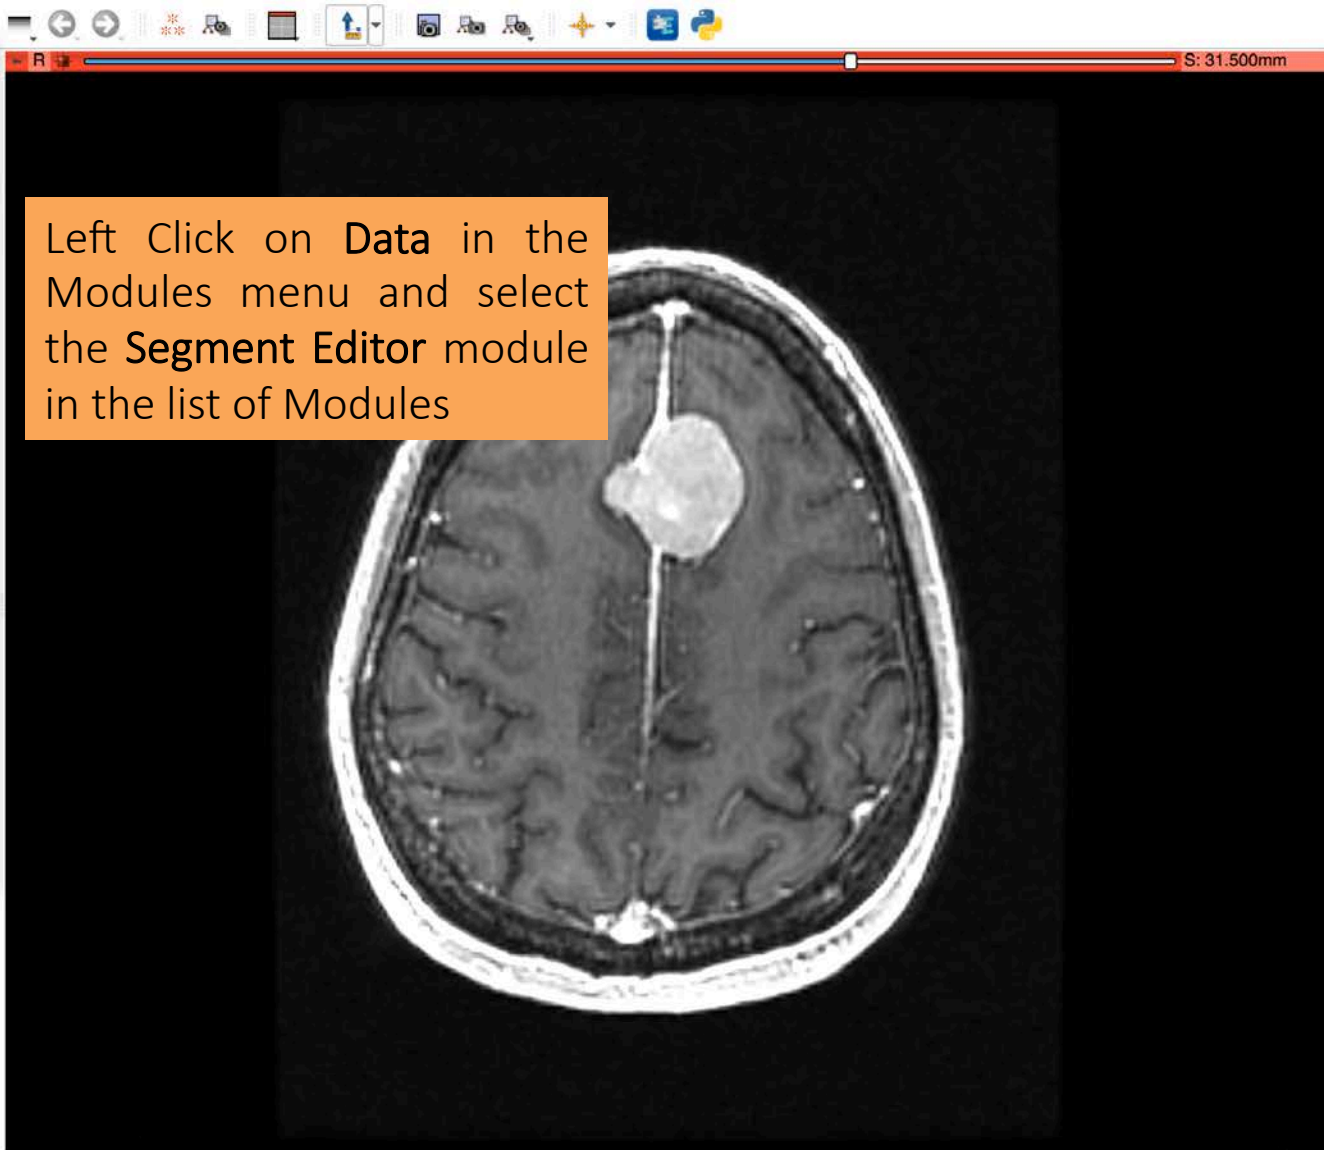 R
S: 31.500mm
Left Click on Data in the
Modules menu and select
the Segment Editor module
in the list of Modules